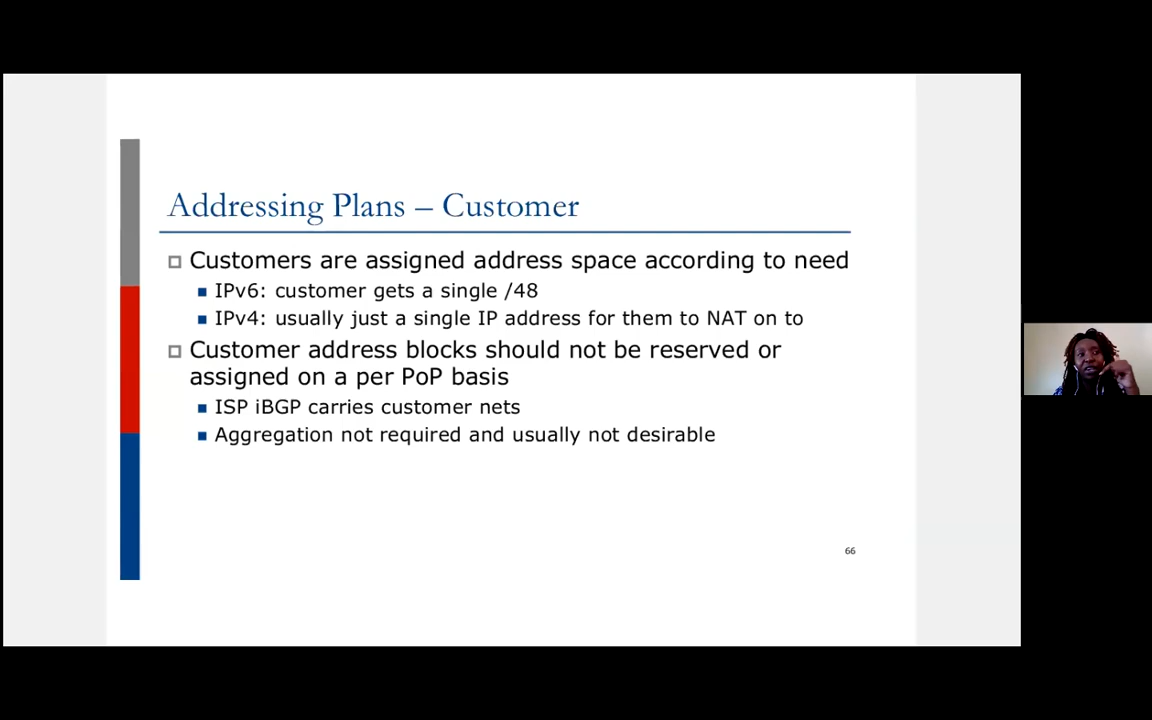 Addressing Plans – Customer
Customers are assigned address space according to need
IPv6: customer gets a single /48
IPv4: usually just a single IP address for them to NAT on to
Customer address blocks should not be reserved or
assigned on a per PoP basis
ISP iBGP carries customer nets
Aggregation not required and usually not desirable
66